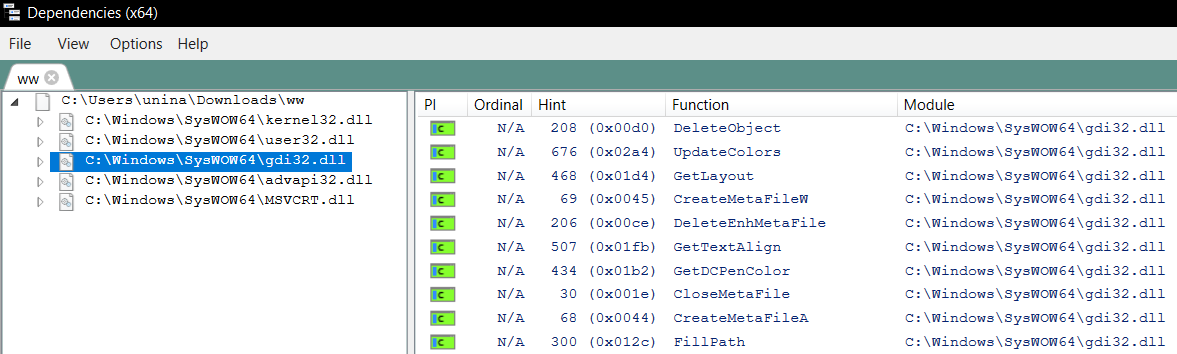 Dependencies (x64)
File View Options Help
ww
C:\Users\unina\Downloads\ww
C:\Windows\SysWOW64\kernel32.dll
C:\Windows\SysWOW64\user32.dll
C:\Windows\SysWOW64\gdi32.dll
C:\Windows\SysWOW64\advapi32.dll
C:\Windows\SysWOW64\MSVCRT.dll
PI Ordinal Hint Function Module
C N/A 208 (0x00d0) DeleteObject C:\Windows\SysWOW64\gdi32.dll
C N/A 676 (0x02a4) UpdateColors C:\Windows\SysWOW64\gdi32.dll
C N/A 468 (0x01d4) GetLayout C:\Windows\SysWOW64\gdi32.dll
C N/A 69 (0x0045) CreateMetaFileW C:\Windows\SysWOW64\gdi32.dll
C N/A 206 (0x00ce) DeleteEnhMetaFile C:\Windows\SysWOW64\gdi32.dll
C N/A 507 (0x01fb) GetTextAlign C:\Windows\SysWOW64\gdi32.dll
C N/A 434 (0x01b2) GetDCPenColor C:\Windows\SysWOW64\gdi32.dll
C N/A 30 (0x001e) CloseMetaFile C:\Windows\SysWOW64\gdi32.dll
C N/A 68 (0x0044) CreateMetaFileA C:\Windows\SysWOW64\gdi32.dll
C N/A 300 (0x012c) FillPath C:\Windows\SysWOW64\gdi32.dll